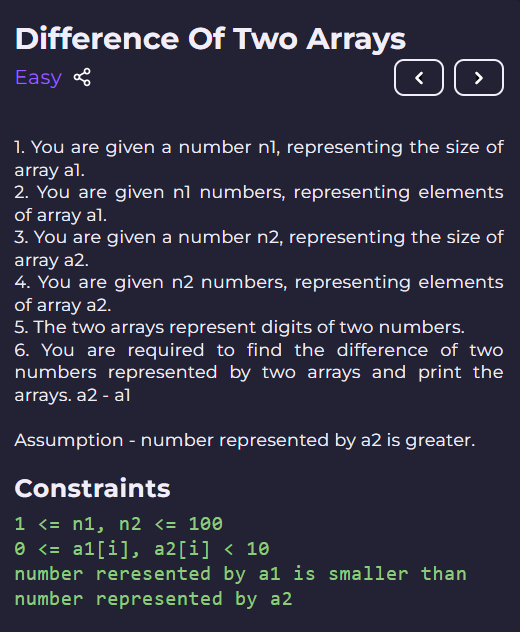 Difference Of Two Arrays
Easy
1. You are given a number n1, representing the size of
array a1.
2. You are given n1 numbers, representing elements
of array a1.
3. You are given a number n2, representing the size of
array a2.
4. You are given n2 numbers, representing elements
of array a2.
5. The two arrays represent digits of two numbers.
6. You are required to find the difference of two
numbers represented by two arrays and print the
arrays. a2 - a1
Assumption - number represented by a2 is greater.
Constraints
1 <= n1, n2 <= 100
0 <= a1[i], a2[i] < 10
number reresented by a1 is smaller than
number represented by a2